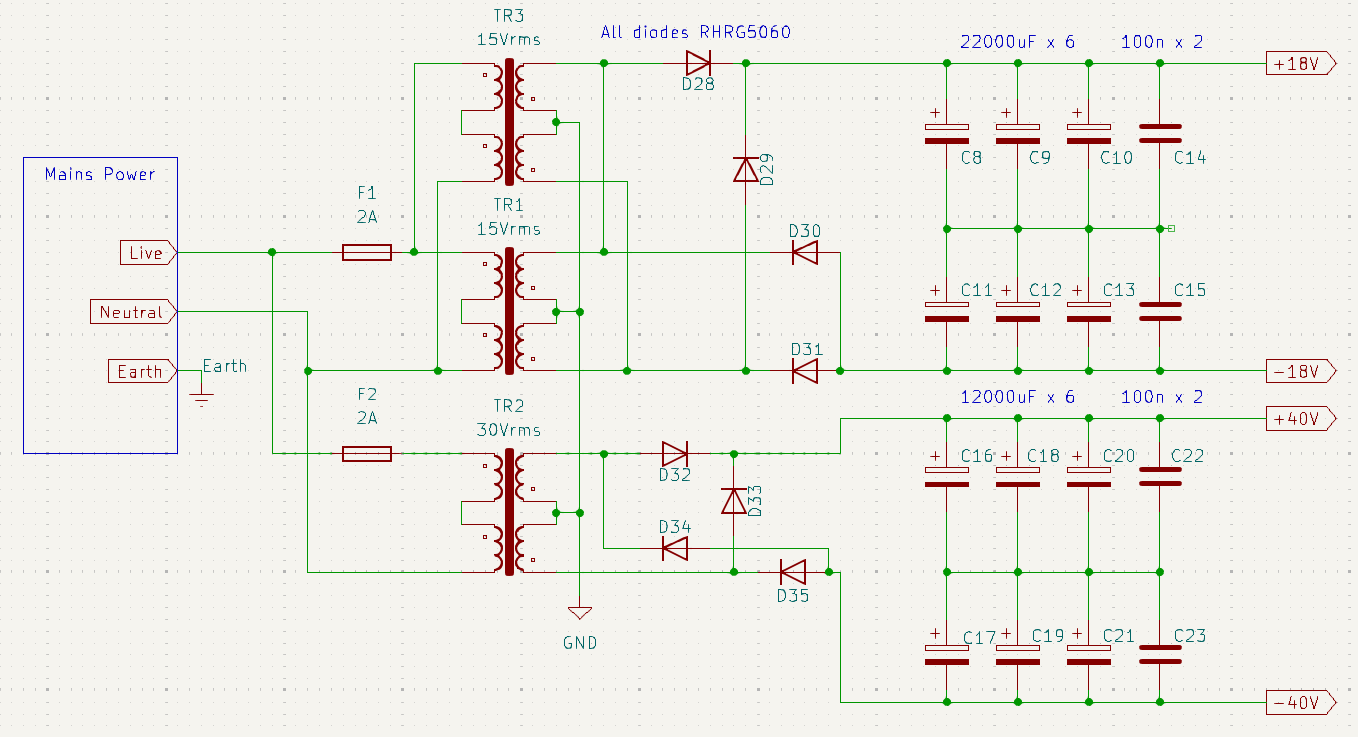 TR3
15Vrms
All diodes RHRG5060
22000uF x 6
100n x 2
+18V
D28
+
+
+
C8
C9
C10
C14
D29
Mains Power
F1
2A
TR1
15Vrms
Live
D30
Neutral
+
C11
+
C12
+
C13
C15
D31
Earth
Earth
-18V
F2
2A
TR2
30Vrms
12000uF x 6
100n x 2
+40V
D32
D33
+
C16
+
C18
+
C20
C22
D34
D35
GND
+
C17
+
C19
+
C21
C23
-40V